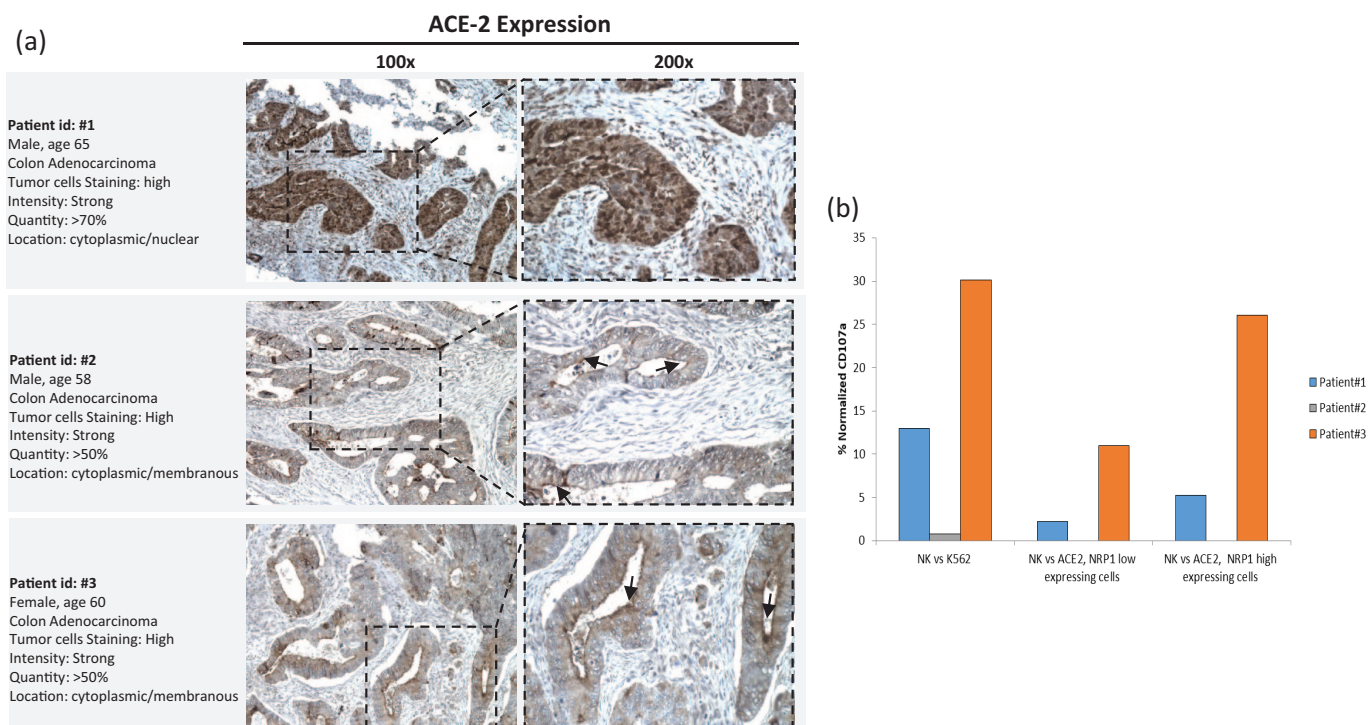 (a)
ACE-2 Expression
100x
200x
Patient id: #1
Male, age 65
Colon Adenocarcinoma
Tumor cells Staining: high
Intensity: Strong
Quantity: >70%
Location: cytoplasmic/nuclear
Patient id: #2
Male, age 58
Colon Adenocarcinoma
Tumor cells Staining: High
Intensity: Strong
Quantity: >50%
Location: cytoplasmic/membranous
Patient id: #3
Female, age 60
Colon Adenocarcinoma
Tumor cells Staining: High
Intensity: Strong
Quantity: >50%
Location: cytoplasmic/membranous
(b)
% Normalized CD107a
35
30
25
20
15
10
5
0
NK vs K562
NK vs ACE2, NRP1 low
expressing cells
NK vs ACE2, NRP1 high
expressing cells
Patient#1
Patient#2
Patient#3